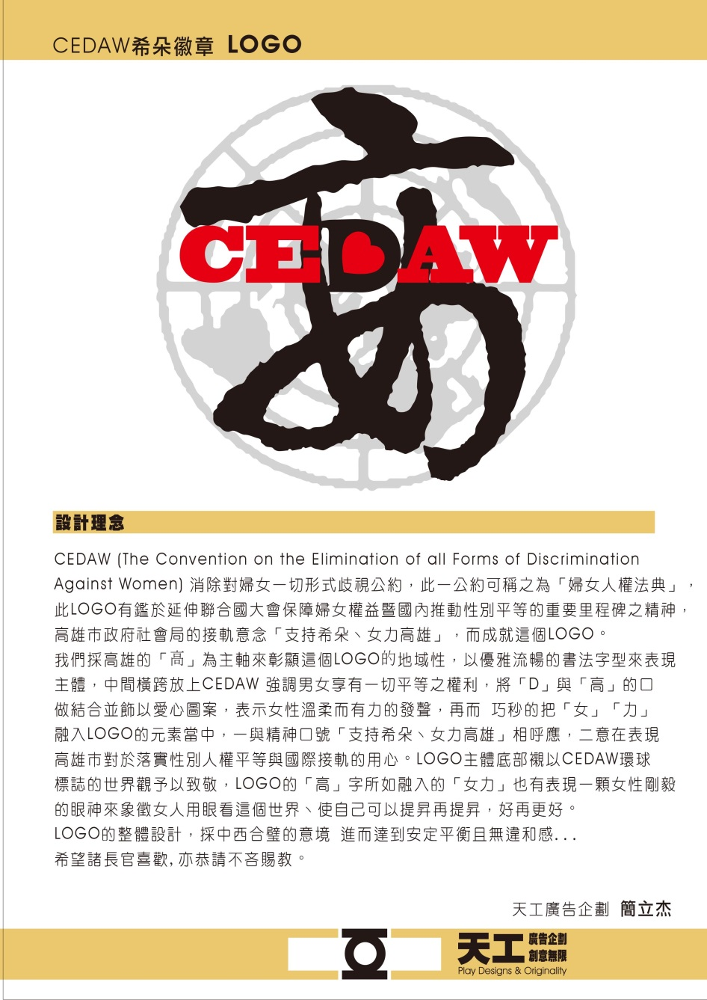 CEDAW希朵徽章 LOGO
CEDAW
設計理念
CEDAW (The Convention on the Elimination of all Forms of Discrimination
Against Women) 消除對婦女一切形式歧視公約，此一公約可稱之為「婦女人權法典」，
此LOGO有鑑於延伸聯合國大會保障婦女權益暨國內推動性別平等的重要里程碑之精神，
高雄市政府社會局的接軌意念「支持希朵、女力高雄」，而成就這個LOGO。
我們採高雄的「高」為主軸來彰顯這個LOGO的地域性，以優雅流暢的書法字型來表現
主體，中間橫跨放上CEDAW 強調男女享有一切平等之權利，將「D」與「高」的口
做結合並飾以愛心圖案，表示女性溫柔而有力的發聲，再而 巧秒的把「女」「力」
融入LOGO的元素當中，一與精神口號「支持希朵、女力高雄」相呼應，二意在表現
高雄市對於落實性別人權平等與國際接軌的用心。LOGO主體底部襯以CEDAW環球
標誌的世界觀予以致敬，LOGO的「高」字所如融入的「女力」也有表現一顆女性剛毅
的眼神來象徵女人用眼看這個世界、使自己可以提昇再提昇，好再更好。
LOGO的整體設計，採中西合璧的意境 進而達到安定平衡且無違和感...
希望諸長官喜歡,亦恭請不吝賜教。
天工廣告企劃 簡立杰
天工 廣告企劃
創意無限
Play Designs & Originality